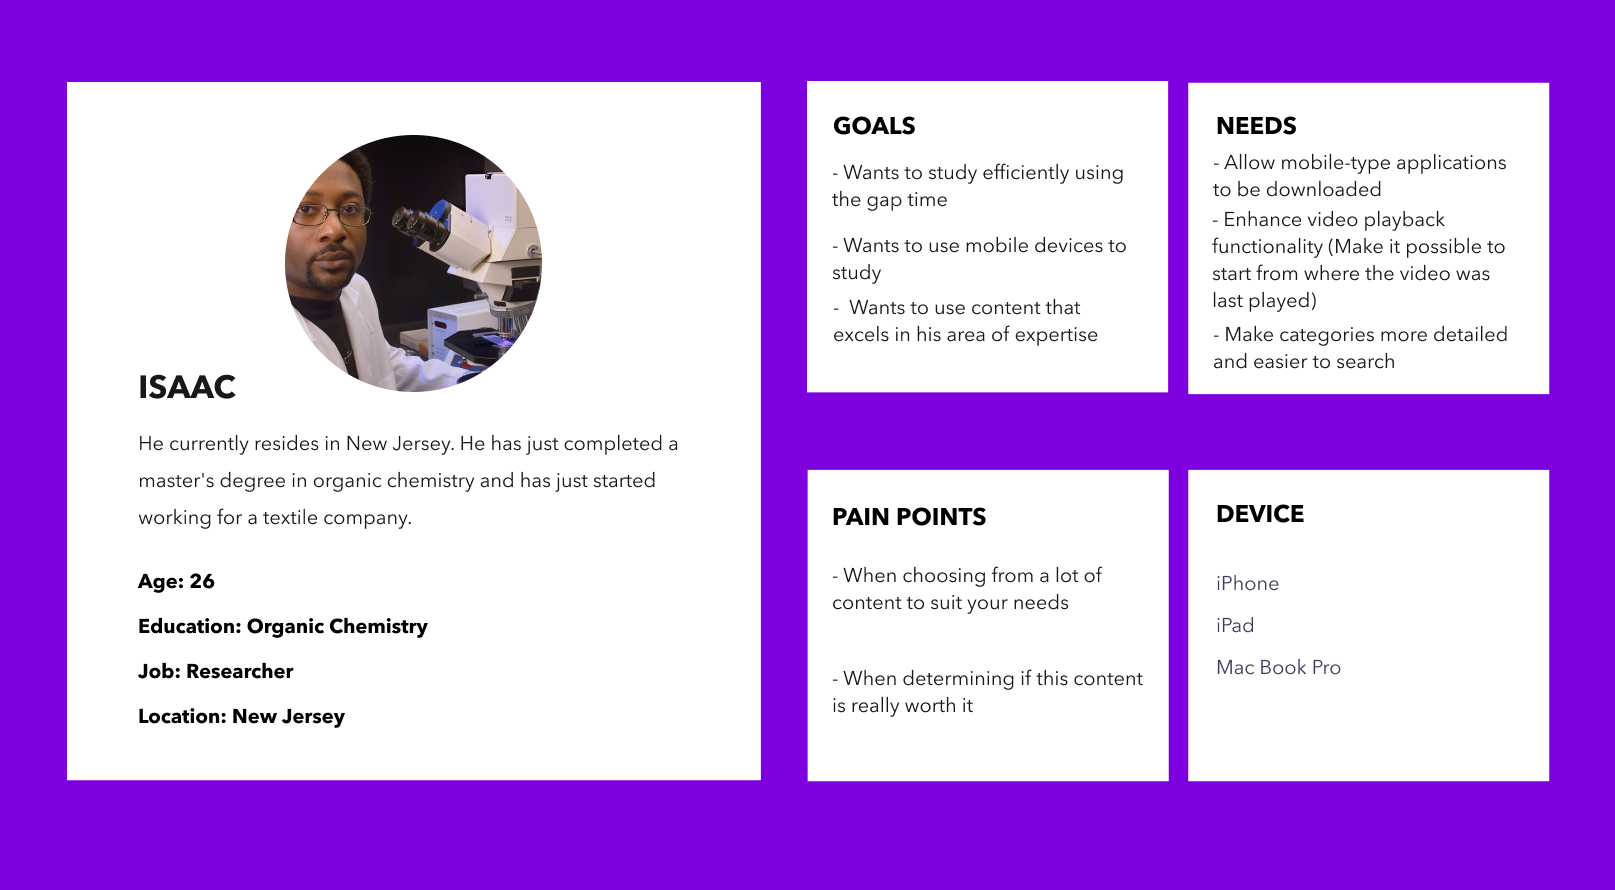 ISAAC
He currently resides in New Jersey. He has just completed a
master's degree in organic chemistry and has just started
working for a textile company.
Age: 26
Education: Organic Chemistry
Job: Researcher
Location: New Jersey
GOALS
- Wants to study efficiently using
the gap time
- Wants to use mobile devices to
study
- Wants to use content that
excels in his area of expertise
NEEDS
- Allow mobile-type applications
to be downloaded
- Enhance video playback
functionality (Make it possible to
start from where the video was
last played)
- Make categories more detailed
and easier to search
PAIN POINTS
- When choosing from a lot of
content to suit your needs
- When determining if this content
is really worth it
DEVICE
iPhone
iPad
Mac Book Pro